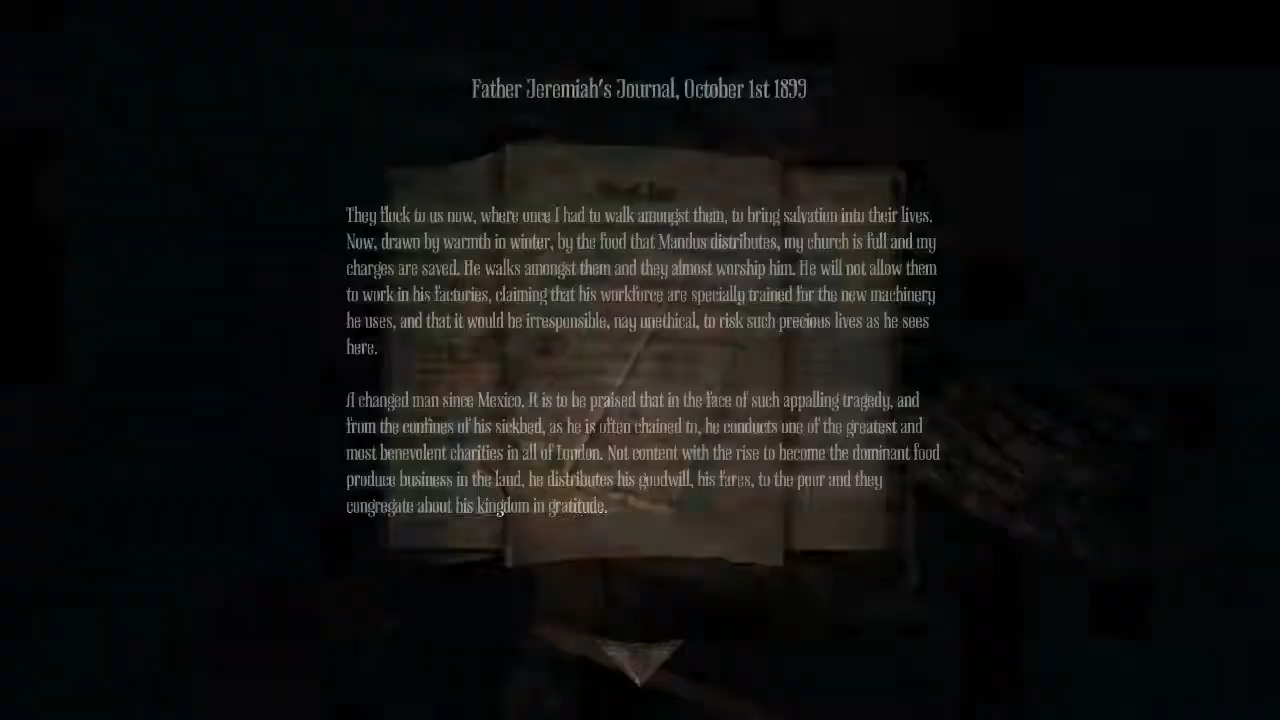 Father Jeremiah's Journal, October 1st 1899
They flock to us now, where once I had to walk amongst them, to bring salvation into their lives.
Now, drawn by warmth in winter, by the food that Mandus distributes, my church is full and my
charges are saved. He walks amongst them and they almost worship him. He will not allow them
to work in his factories, claiming that his workforce are specially trained for the new machinery
he uses, and that it would be irresponsible, nay unethical, to risk such precious lives as he sees
here.
A changed man since Mexico. It is to be praised that in the face of such appalling tragedy, and
from the confines of his sickbed, as he is often chained to, he conducts one of the greatest and
most benevolent charities in all of London. Not content with the rise to become the dominant food
produce business in the land, he distributes his goodwill, his fares, to the poor and they
congregate about his kingdom in gratitude.